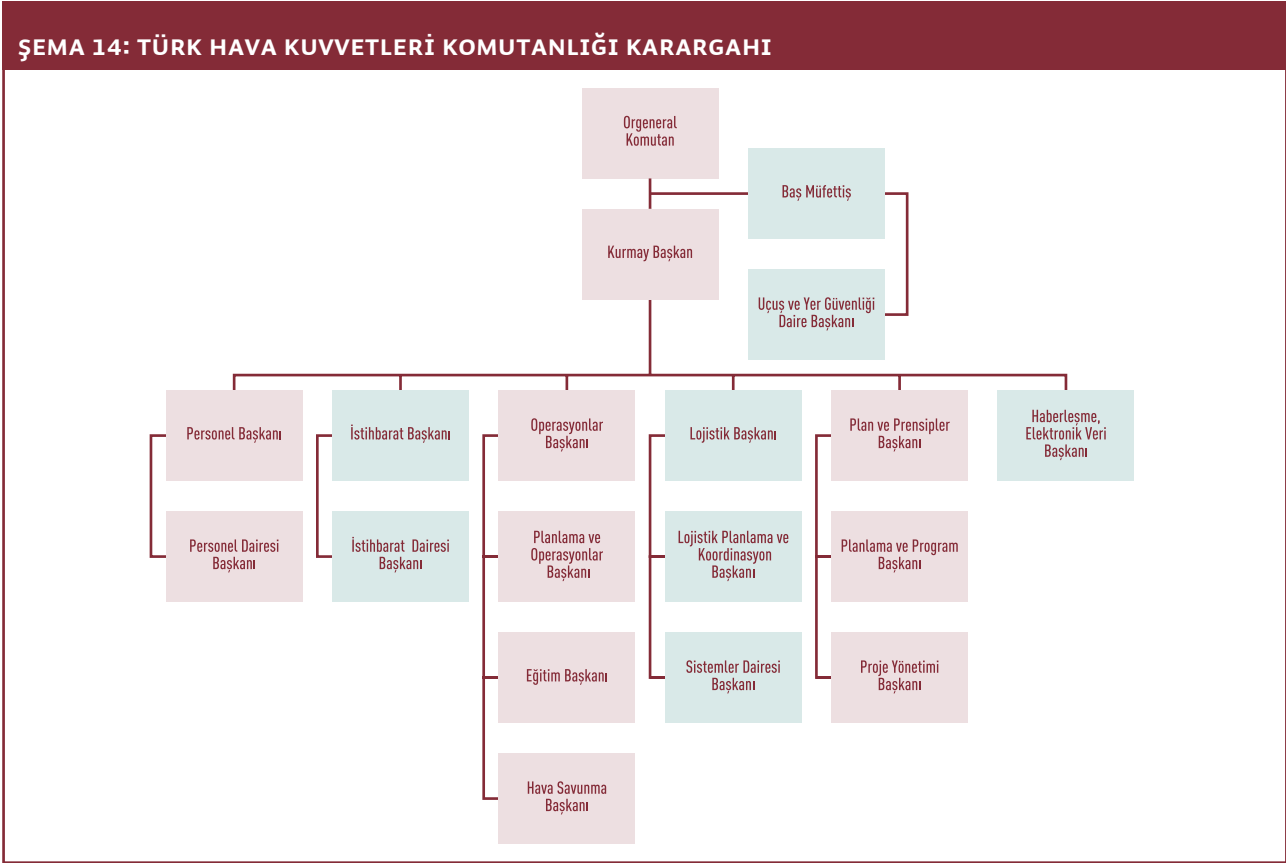 ŞEMA 14: TÜRK HAVA KUVVETLERİ KOMUTANLIĞI KARARGAHI
Orgeneral
Komutan
Baş Müfettiş
Kurmay Başkan
Uçuş ve Yer Güvenliği
Daire Başkanı
Personel Başkanı
İstihbarat Başkanı
Operasyonlar
Başkanı
Lojistik Başkanı
Plan ve Prensipler
Başkanı
Haberleşme,
Elektronik Veri
Başkanı
Personel Dairesi
Başkanı
İstihbarat Dairesi
Başkanı
Planlama ve
Operasyonlar
Başkanı
Lojistik Planlama ve
Koordinasyon
Başkanı
Planlama ve Program
Başkanı
Eğitim Başkanı
Sistemler Dairesi
Başkanı
Proje Yönetimi
Başkanı
Hava Savunma
Başkanı